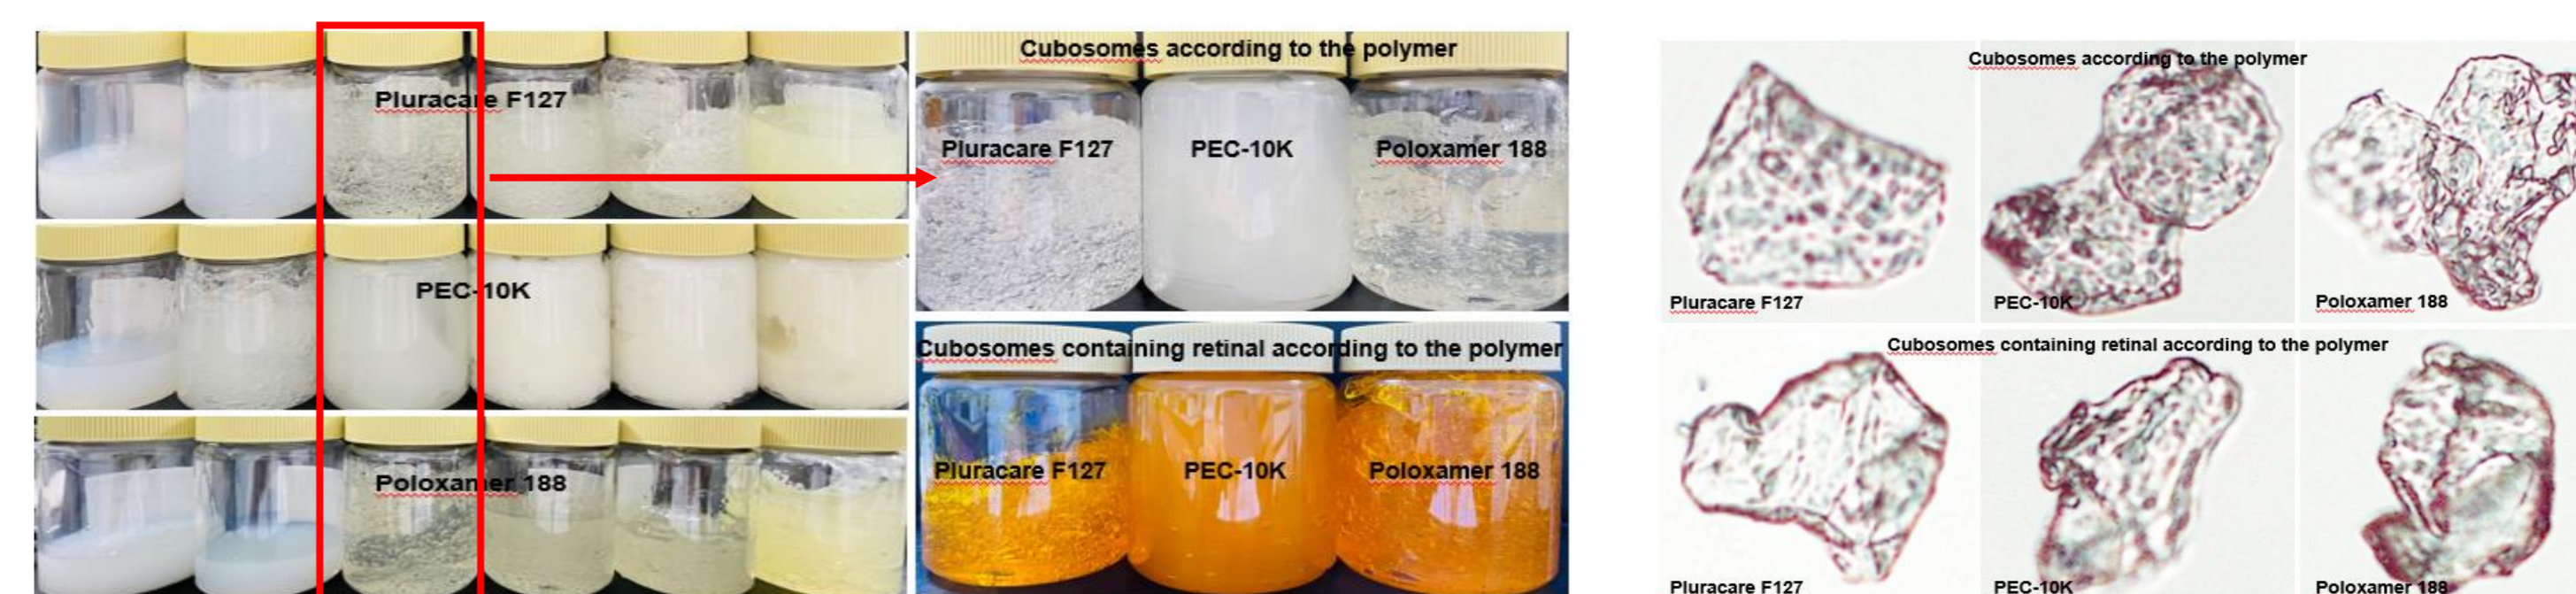 Pluracare F127
PEC-10K
Poloxamer 188
Cubosomes according to the polymer
Pluracare F127
PEC-10K
Poloxamer 188
Cubosomes containing retinal according to the polymer
Pluracare F127
PEC-10K
Poloxamer 188
Cubosomes according to the polymer
Pluracare F127
PEC-10K
Poloxamer 188
Cubosomes containing retinal according to the polymer
Pluracare F127
PEC-10K
Poloxamer 188